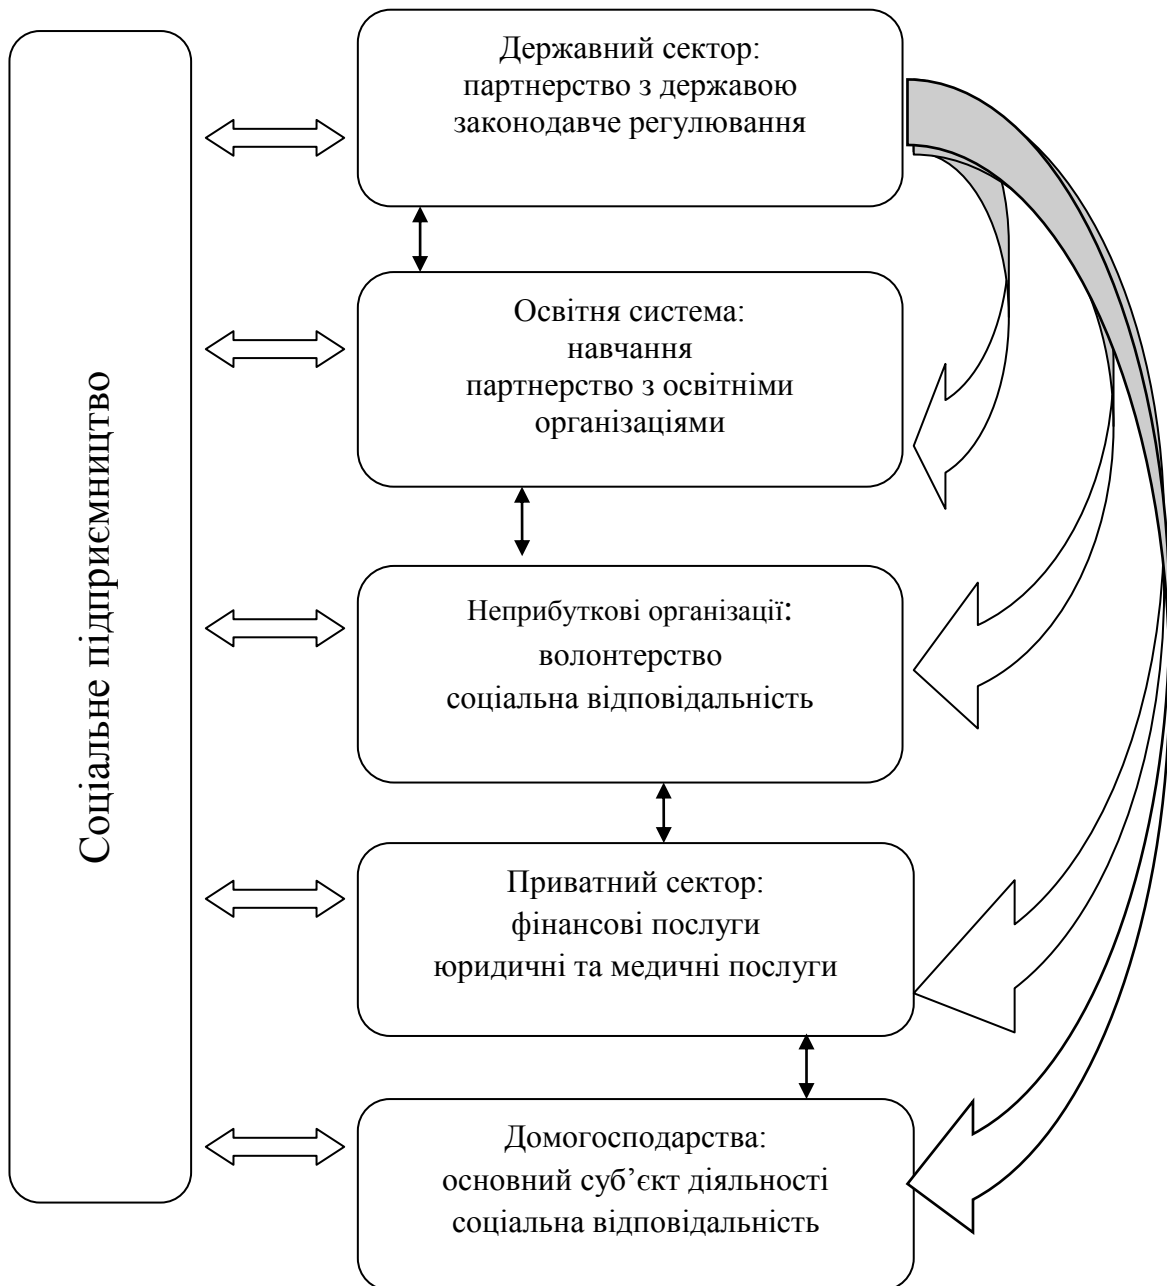 Соціальне підприємництво
Державний сектор:
партнерство з державою
законодавче регулювання
Освітня система:
навчання
партнерство з освітніми
організаціями
Неприбуткові організації:
волонтерство
соціальна відповідальність
Приватний сектор:
фінансові послуги
юридичні та медичні послуги
Домогосподарства:
основний суб’єкт діяльності
соціальна відповідальність